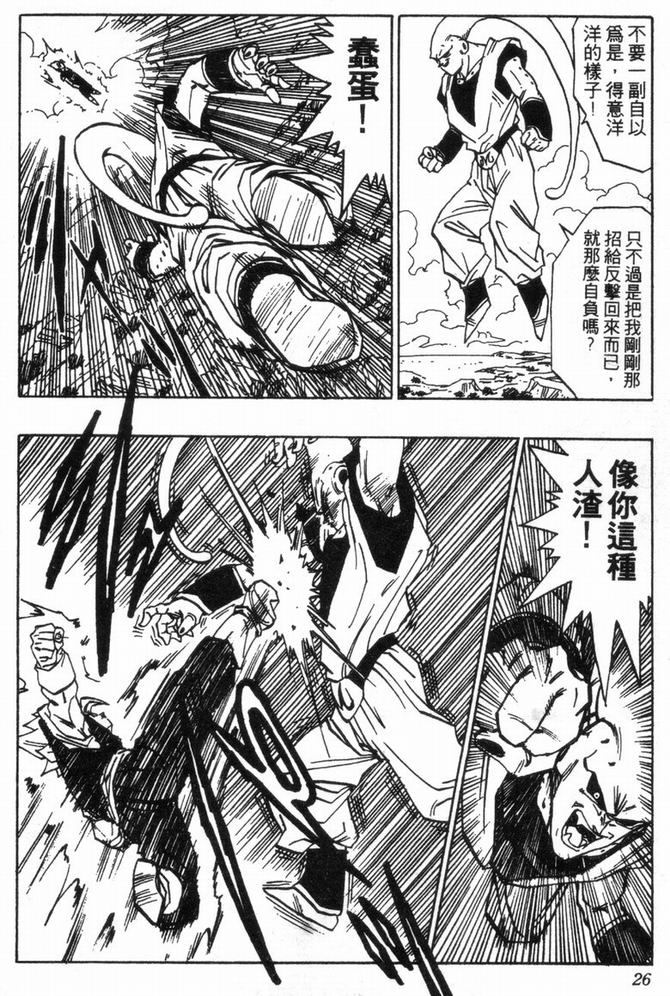 不要一副自以
為是，得意洋
洋的樣子！
只不過是把我剛剛那
招給反擊回來而已，
就那麼自負嗎？
蠢蛋！
像你這種
人渣！
26